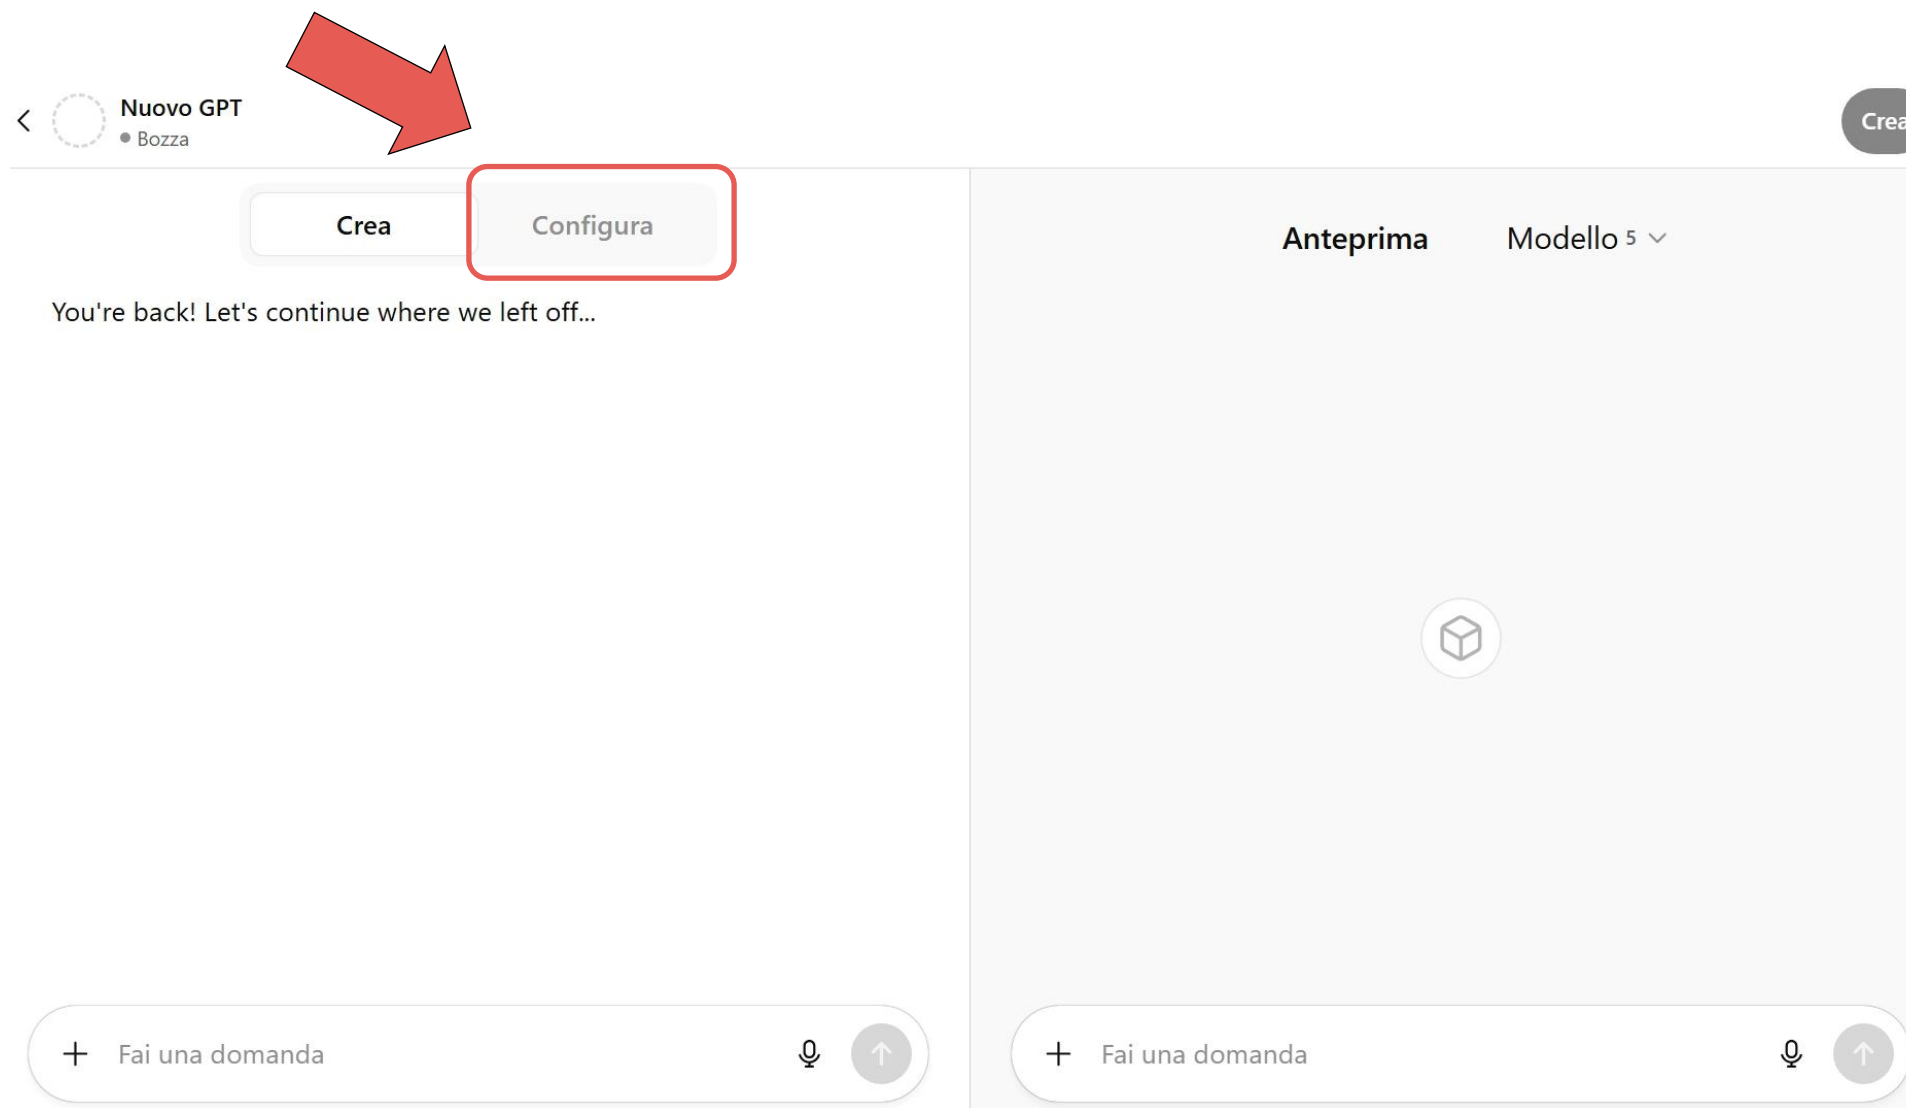 Nuovo GPT
Bozza
Crea
Crea
Configura
Anteprima
Modello 5
You're back! Let's continue where we left off...
Fai una domanda
Fai una domanda